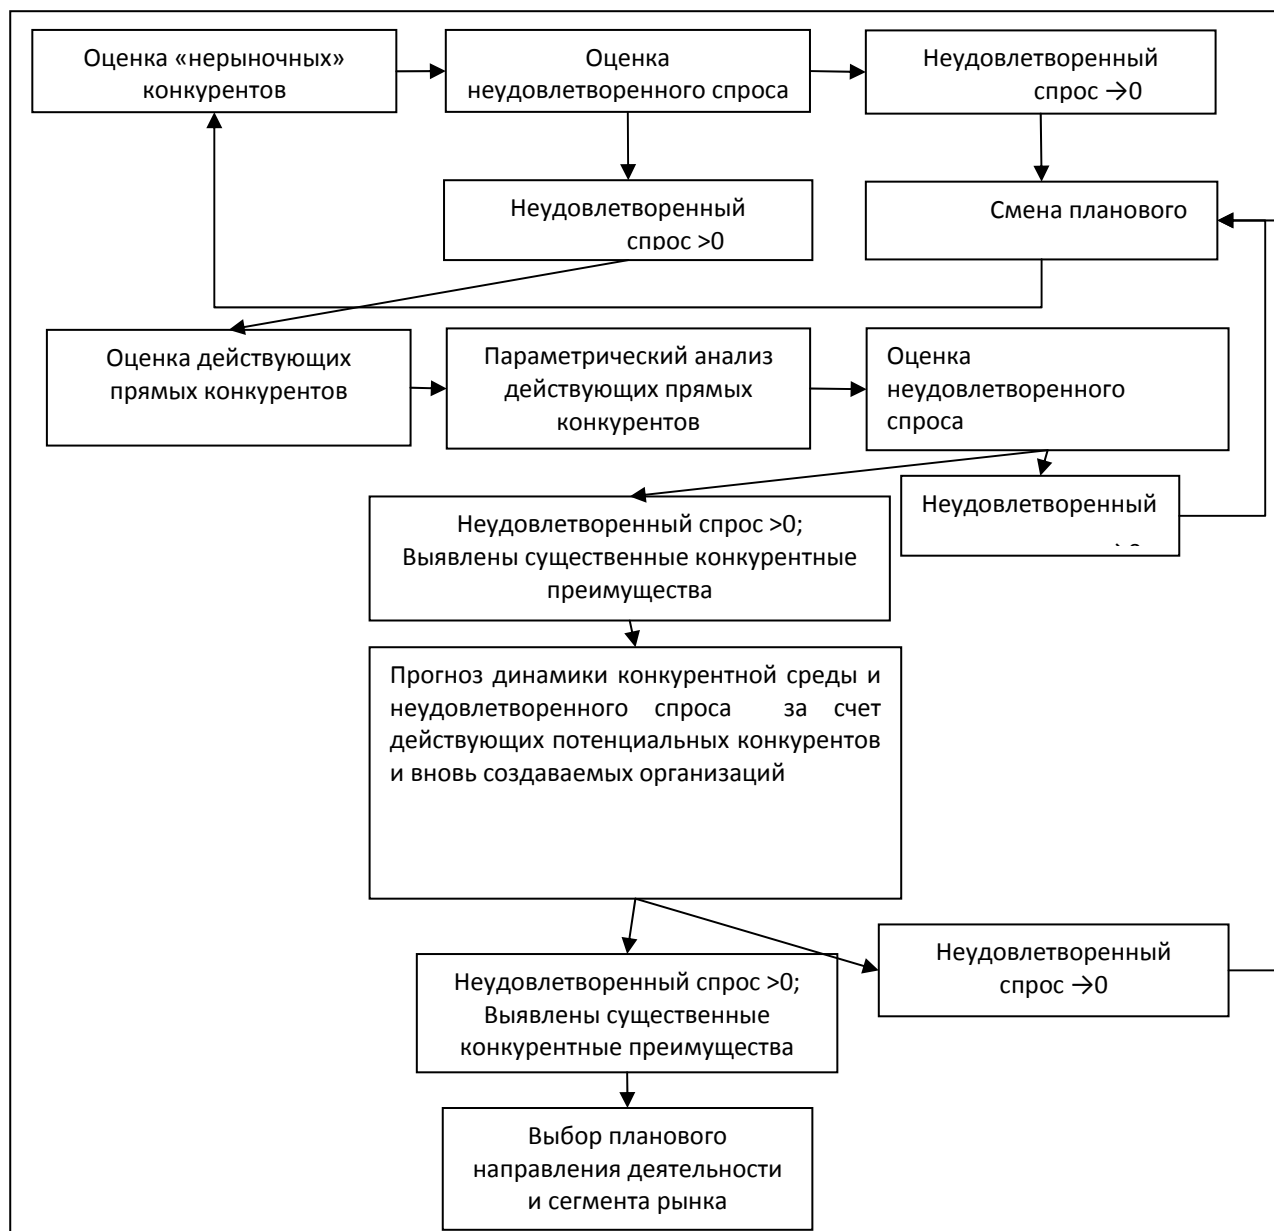 Оценка «нерыночных»
конкурентов
Оценка
неудовлетворенного спроса
Неудовлетворенный
спрос →0
Неудовлетворенный
спрос >0
Смена планового
Оценка действующих
прямых конкурентов
Параметрический анализ
действующих прямых
конкурентов
Оценка
неудовлетворенного
спроса
Неудовлетворенный спрос >0;
Выявлены существенные конкурентные
преимущества
Неудовлетворенный
Прогноз динамики конкурентной среды и
неудовлетворенного спроса за счет
действующих потенциальных конкурентов
и вновь создаваемых организаций
Неудовлетворенный спрос >0;
Выявлены существенные
конкурентные преимущества
Неудовлетворенный
спрос →0
Выбор планового
направления деятельности
и сегмента рынка